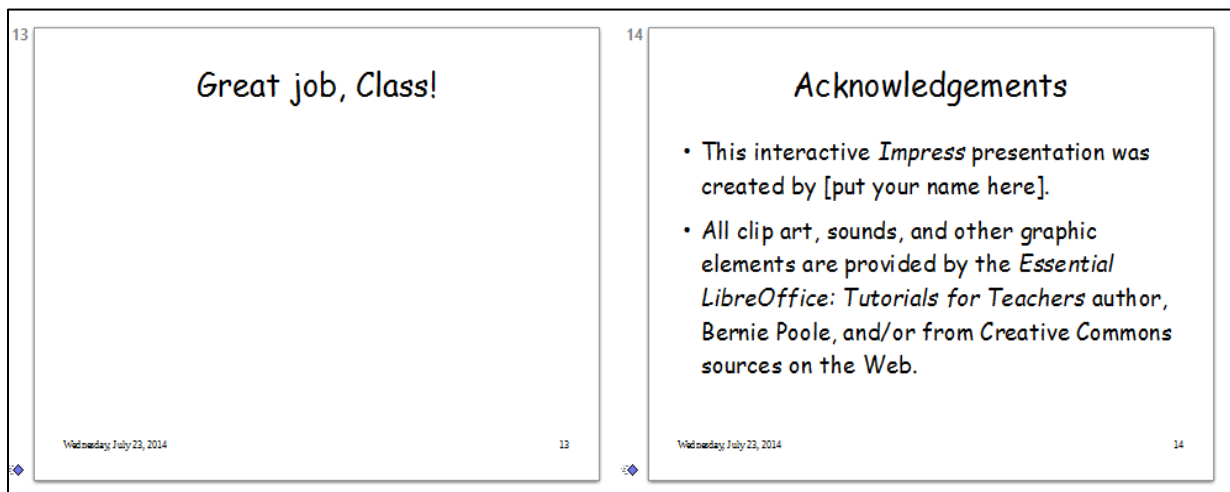 13
Great job, Class!
Wednesday, July 23, 2014
13
14
Acknowledgements
• This interactive Impress presentation was
created by [put your name here].
• All clip art, sounds, and other graphic
elements are provided by the Essential
LibreOffice: Tutorials for Teachers author,
Bernie Poole, and/or from Creative Commons
sources on the Web.
Wednesday, July 23, 2014
14